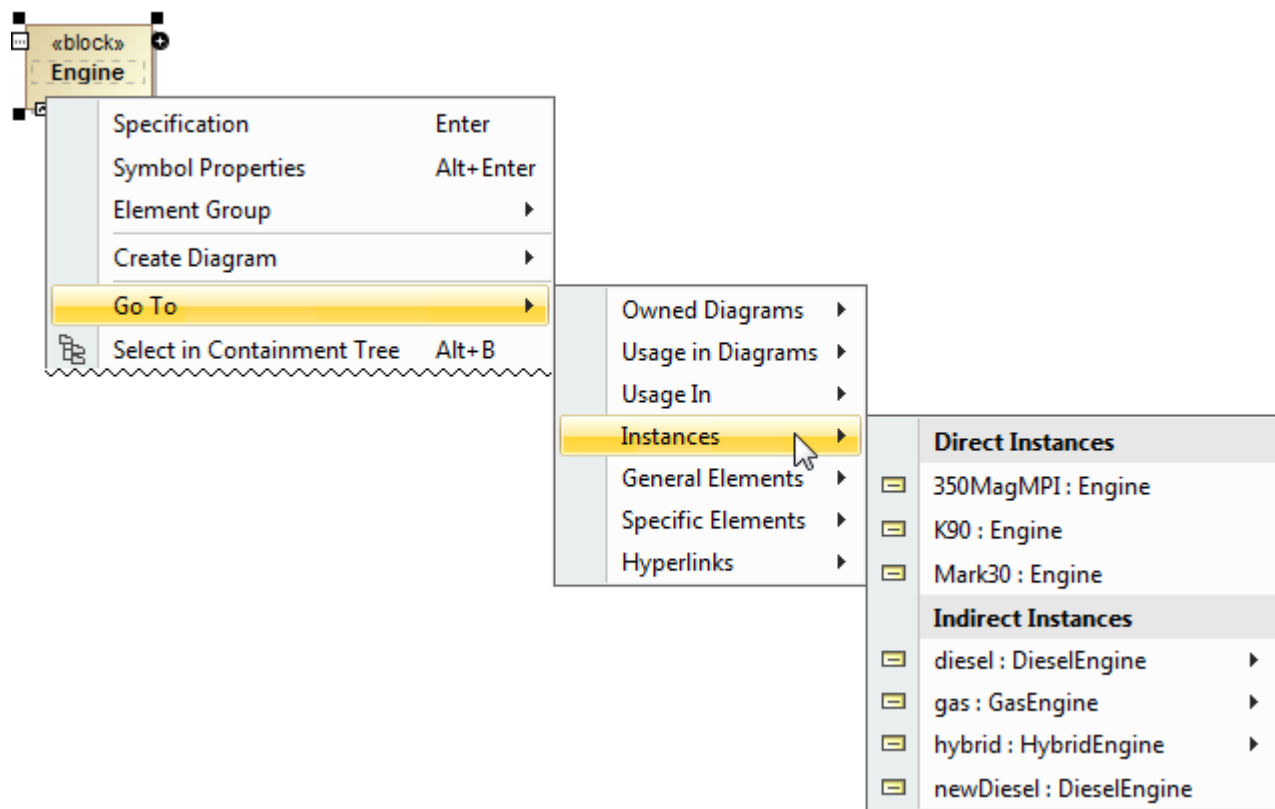 «block»
Engine
Specification Enter
Symbol Properties Alt+Enter
Element Group
Create Diagram
Go To
Select in Containment Tree Alt+B
Owned Diagrams
Usage in Diagrams
Usage In
Instances
General Elements
Specific Elements
Hyperlinks
Direct Instances
350MagMPI : Engine
K90 : Engine
Mark30 : Engine
Indirect Instances
diesel : DieselEngine
gas : GasEngine
hybrid : HybridEngine
newDiesel : DieselEngine